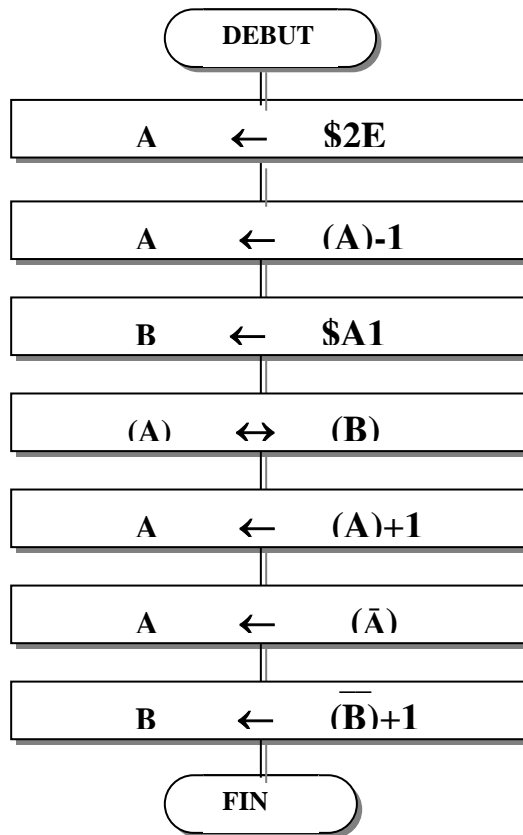 DEBUT
A ← $2E
A ← (A)-1
B ← $A1
(A) ↔ (B)
A ← (A)+1
A ← (Ā)
B ← (B̅)+1
FIN